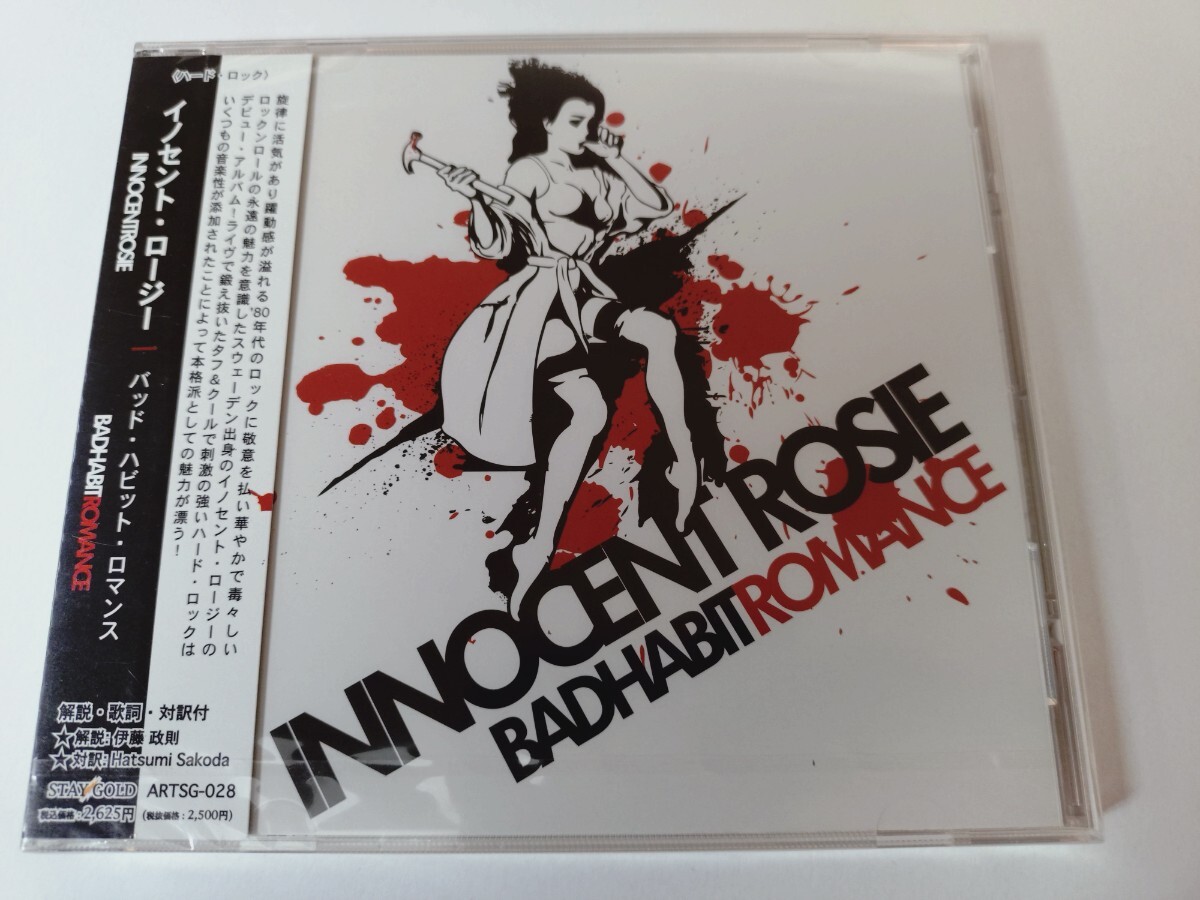 〈ハード・ロック〉
イノセント・ロージー
INNOCENTROSIE
バッド・ハビット・ロマンス
BADHABITROMANCE
旋律に活気があり躍動感が溢れる'80年代のロックに敬意を払い華やかで毒々しい
ロックンロールの永遠の魅力を意識したスウェーデン出身のイノセント・ロージーの
デビュー・アルバム!ライヴで鍛え抜いたタフ&クールで刺激の強いハード・ロックは
いくつもの音楽性が添加されたことによって本格派としての魅力が漂う!
解説・歌詞・対訳付
★解説: 伊藤 政則
★対訳: Hatsumi Sakoda
STAY GOLD ARTSG-028
税込価格:2,625円 (税抜価格:2,500円)
INNOCENT ROSIE
BADHABITROMANCE